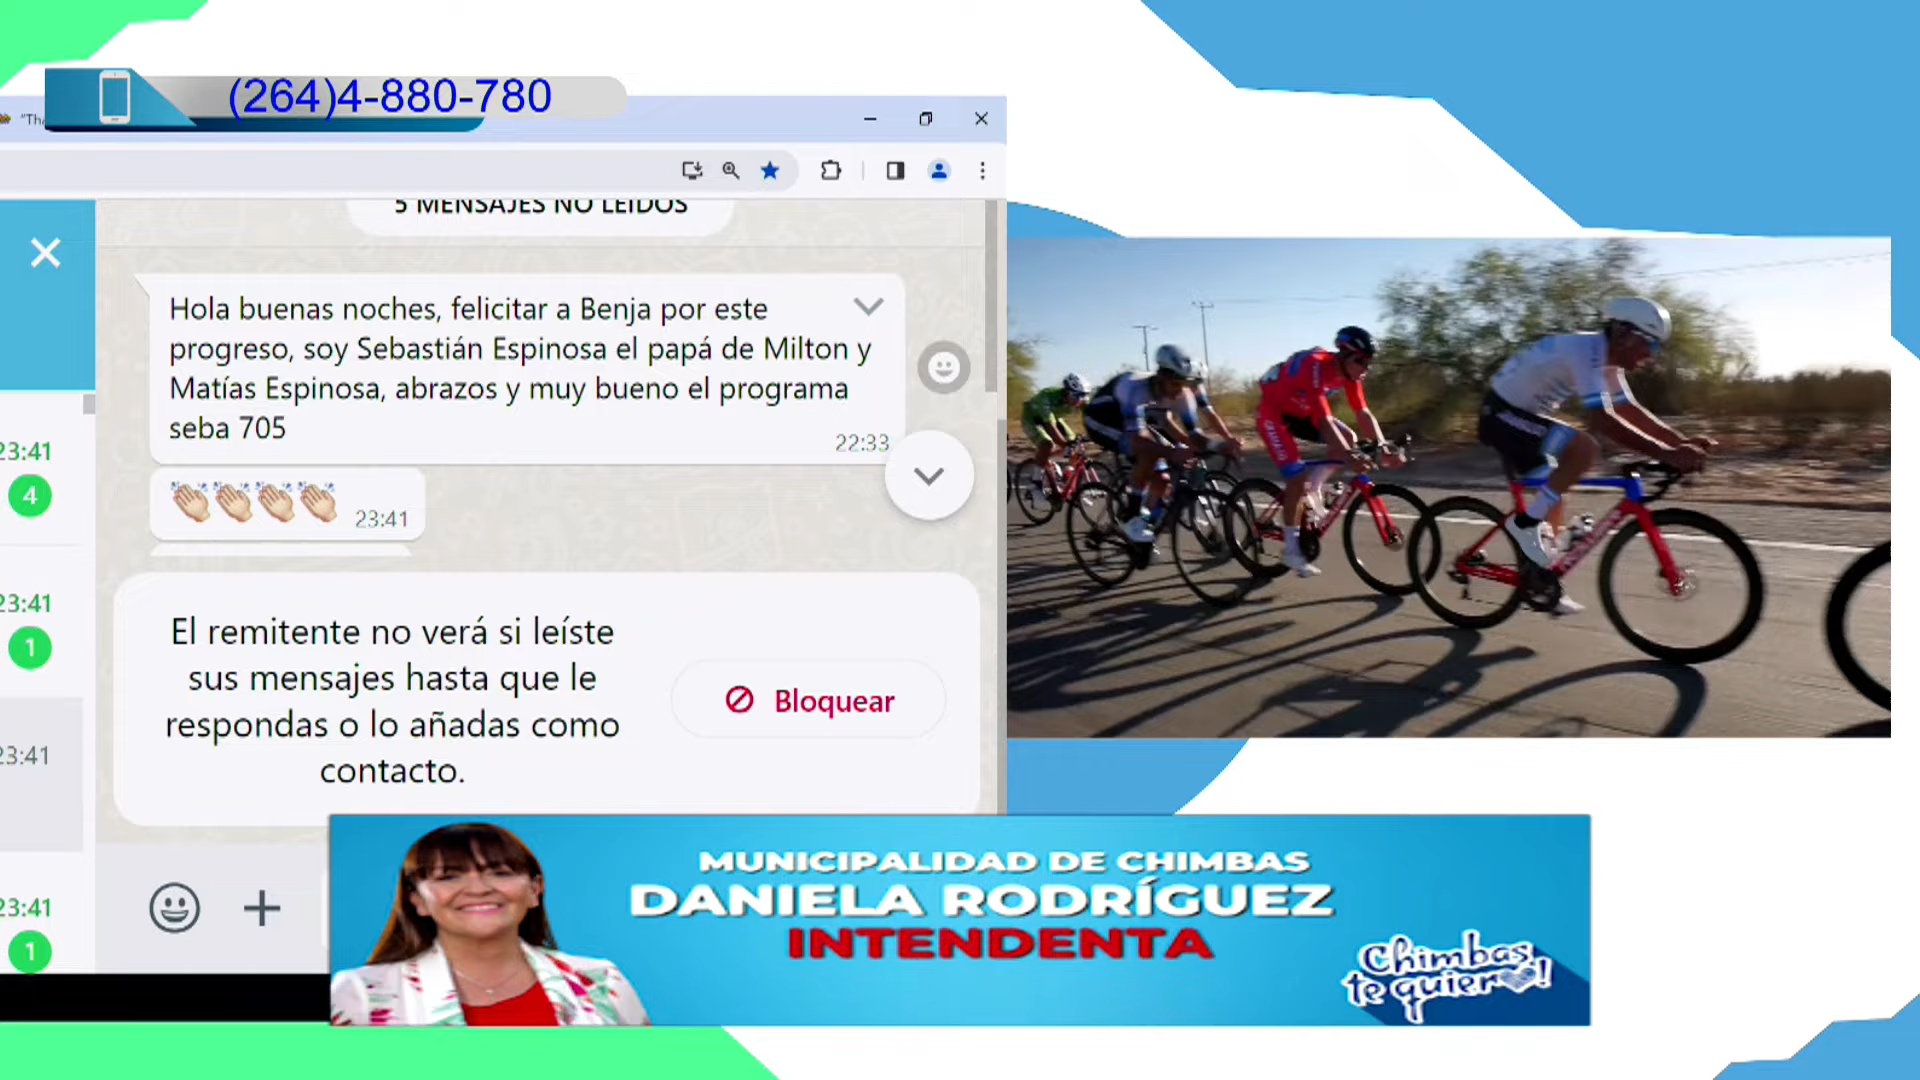 (264)4-880-780
"Tha
5 MENSAJES NO LEÍDOS
Hola buenas noches, felicitar a Benja por este
progreso, soy Sebastián Espinosa el papá de Milton y
Matías Espinosa, abrazos y muy bueno el programa
seba 705
22:33
23:41
23:41
4
23:41
1
23:41
23:41
1
El remitente no verá si leíste
sus mensajes hasta que le
respondas o lo añadas como
contacto.
Bloquear
MUNICIPALIDAD DE CHIMBAS
DANIELA RODRÍGUEZ
INTENDENTA
Chimbas
te quiero!